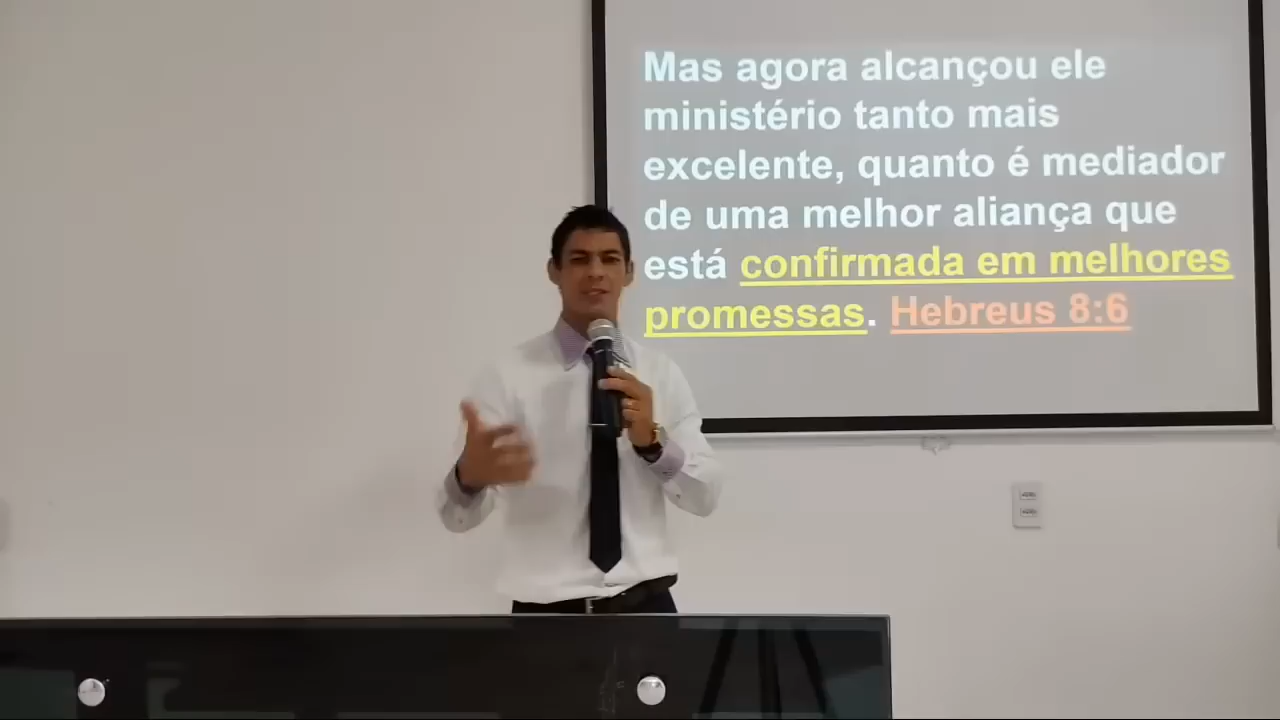 Mas agora alcançou ele
ministério tanto mais
excelente, quanto é mediador
de uma melhor aliança que
está confirmada em melhores
promessas. Hebreus 8:6